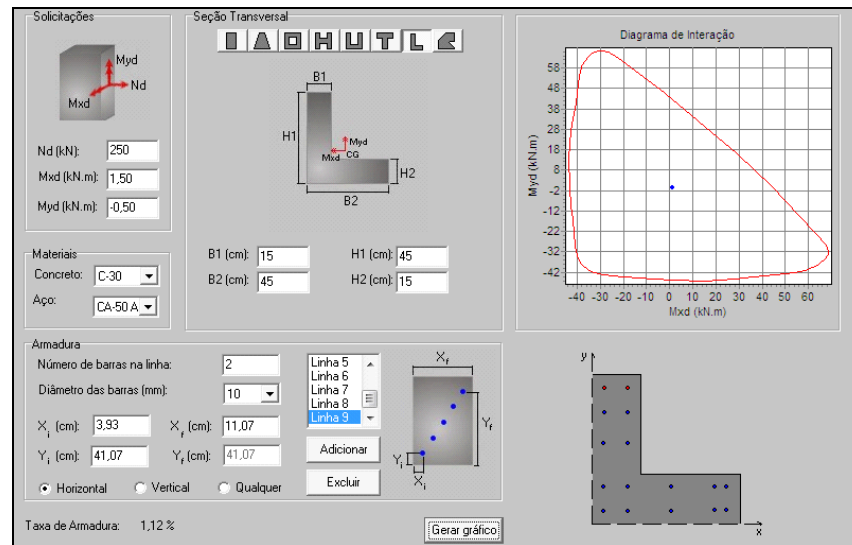 Solicitações
Myd
Nd
Mxd
Nd (kN): 250
Mxd (kN.m): 1,50
Myd (kN.m): -0,50
Materiais
Concreto: C-30
Aço: CA-50 A
Seção Transversal
B1
H1
Myd
Mxd CG
H2
B2
B1 (cm): 15 H1 (cm): 45
B2 (cm): 45 H2 (cm): 15
Diagrama de Interação
Myd (kN.m)
58
48
38
28
18
8
-2
-12
-22
-32
-42
-40 -30 -20 -10 0 10 20 30 40 50 60
Mxd (kN.m)
Armadura
Número de barras na linha: 2
Diâmetro das barras (mm): 10
Xi (cm): 3,93 Xf (cm): 11,07
Yi (cm): 41,07 Yf (cm): 41,07
Horizontal Vertical Qualquer
Linha 5
Linha 6
Linha 7
Linha 8
Linha 9
Adicionar
Excluir
Xf
Yf
Yi
Xi
y
x
Taxa de Armadura: 1,12 %
Gerar gráfico